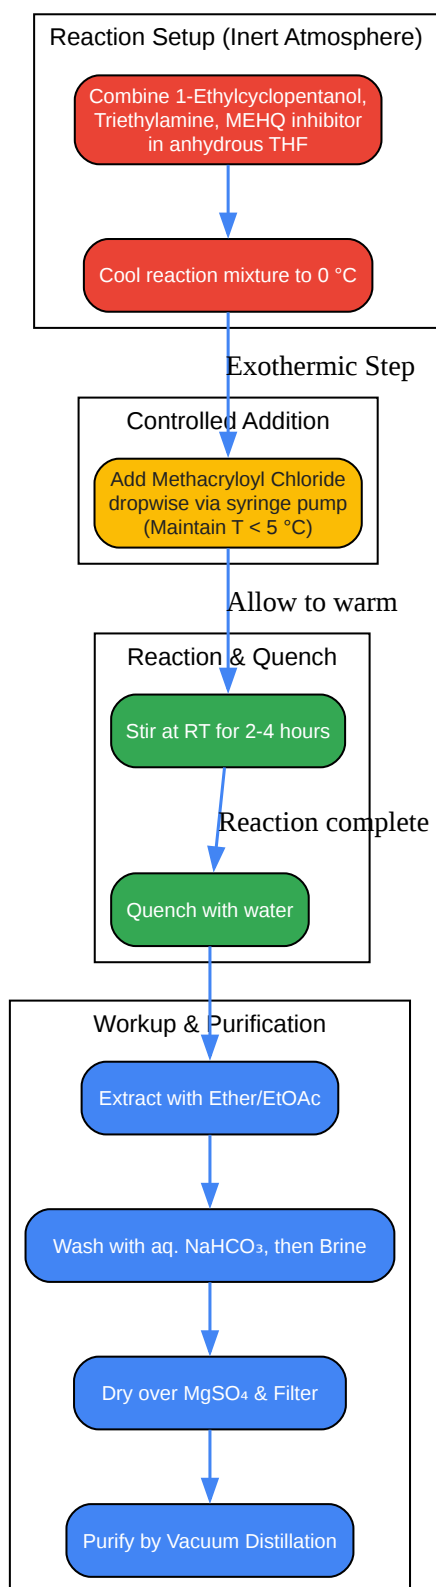 Reaction Setup (Inert Atmosphere)
Combine 1-Ethylcyclopentanol,
Triethylamine, MEHQ inhibitor
in anhydrous THF
Cool reaction mixture to 0 °C
Exothermic Step
Controlled Addition
Add Methacryloyl Chloride
dropwise via syringe pump
(Maintain T < 5 °C)
Allow to warm
Reaction & Quench
Stir at RT for 2-4 hours
Reaction complete
Quench with water
Workup & Purification
Extract with Ether/EtOAc
Wash with aq. NaHCO₃, then Brine
Dry over MgSO₄ & Filter
Purify by Vacuum Distillation